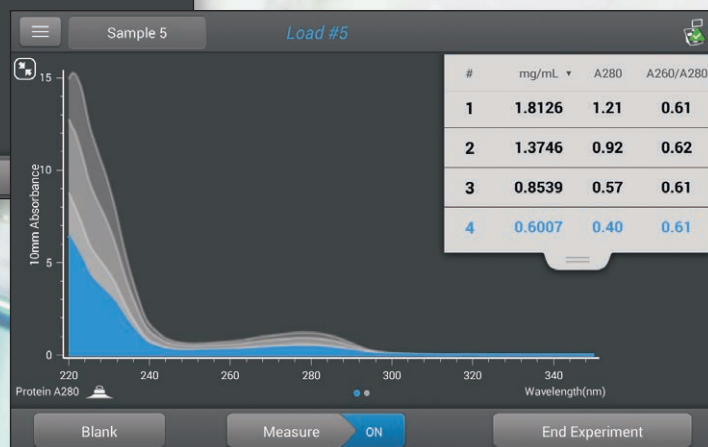 Sample 5
Load #5
# mg/mL ▼ A280 A260/A280
1 1.8126 1.21 0.61
2 1.3746 0.92 0.62
3 0.8539 0.57 0.61
4 0.6007 0.40 0.61
15
10
5
0
10mm Absorbance
220 240 260 280 300 320 340
Protein A280
Wavelength(nm)
Blank
Measure ON
End Experiment